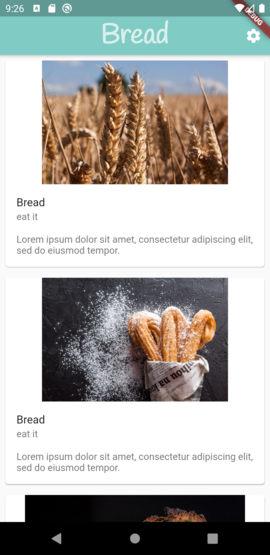 9:26
DEBUG
Bread
Bread
eat it
Lorem ipsum dolor sit amet, consectetur adipiscing elit,
sed do eiusmod tempor.
Bread
eat it
Lorem ipsum dolor sit amet, consectetur adipiscing elit,
sed do eiusmod tempor.